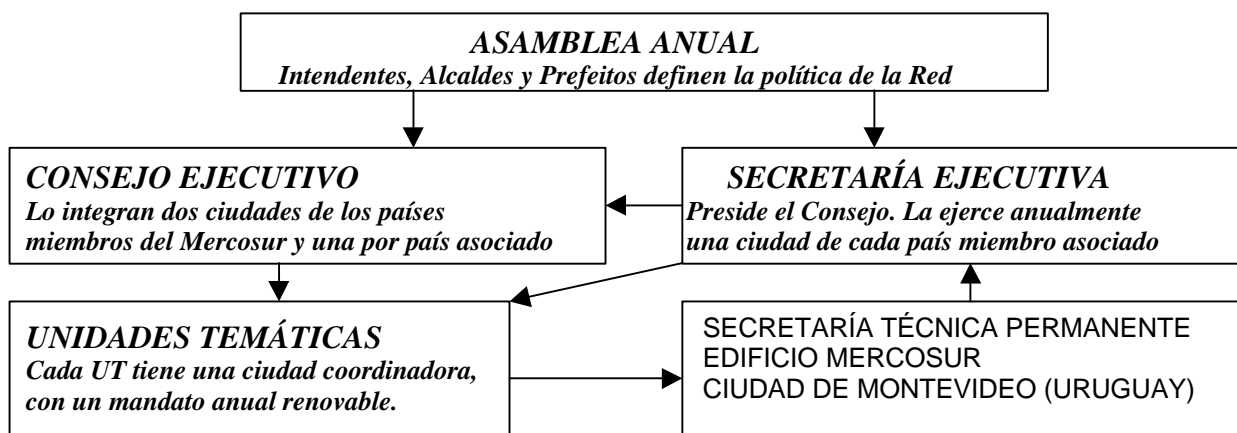 ASAMBLEA ANUAL
Intendentes, Alcaldes y Prefeitos definen la política de la Red
CONSEJO EJECUTIVO
Lo integran dos ciudades de los países
miembros del Mercosur y una por país asociado
SECRETARÍA EJECUTIVA
Preside el Consejo. La ejerce anualmente
una ciudad de cada país miembro asociado
UNIDADES TEMÁTICAS
Cada UT tiene una ciudad coordinadora,
con un mandato anual renovable.
SECRETARÍA TÉCNICA PERMANENTE
EDIFICIO MERCOSUR
CIUDAD DE MONTEVIDEO (URUGUAY)